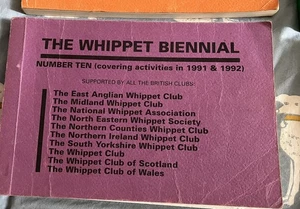 THE WHIPPET BIENNIAL
NUMBER TEN (covering activities in 1991 & 1992)
SUPPORTED BY ALL THE BRITISH CLUBS:
The East Anglian Whippet Club
The Midland Whippet Club
The National Whippet Association
The North Eastern Whippet Society
The Northern Counties Whippet Club
The Northern Ireland Whippet Club
The South Yorkshire Whippet Club
The Whippet Club
The Whippet Club of Scotland
The Whippet Club of Wales